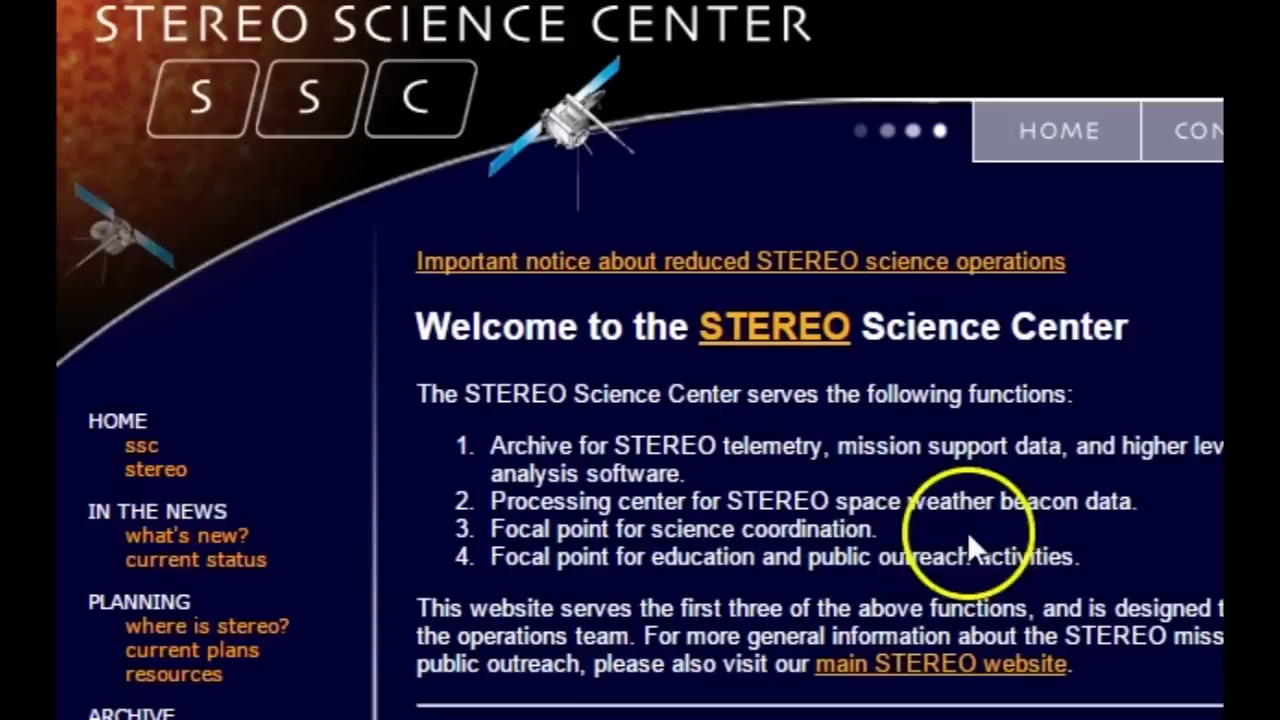 STEREO SCIENCE CENTER
S S C
HOME
Important notice about reduced STEREO science operations
Welcome to the STEREO Science Center
The STEREO Science Center serves the following functions:
1. Archive for STEREO telemetry, mission support data, and higher
analysis software.
2. Processing center for STEREO space weather beacon data.
3. Focal point for science coordination.
4. Focal point for education and public outreach activities.
This website serves the first three of the above functions, and is designed
the operations team. For more general information about the STEREO
public outreach, please also visit our main STEREO website.
HOME
ssc
stereo
IN THE NEWS
what's new?
current status
PLANNING
where is stereo?
current plans
resources
ARCHIVE